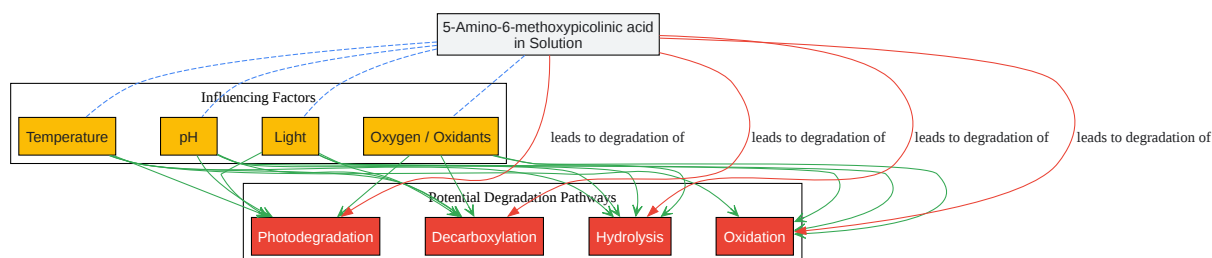 5-Amino-6-methoxypicolinic acid
in Solution
Influencing Factors
Temperature
pH
Light
Oxygen / Oxidants
leads to degradation of
leads to degradation of
leads to degradation of
leads to degradation of
Potential Degradation Pathways
Photodegradation
Decarboxylation
Hydrolysis
Oxidation